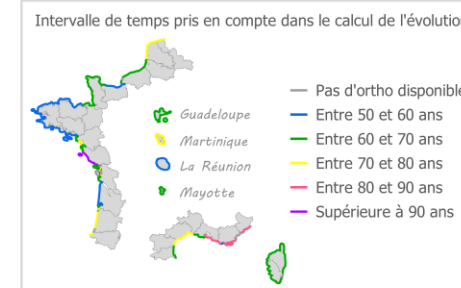 Intervalle de temps pris en compte dans le calcul de l'évolution
Guadeloupe
Martinique
La Réunion
Mayotte
Pas d'ortho disponible
Entre 50 et 60 ans
Entre 60 et 70 ans
Entre 70 et 80 ans
Entre 80 et 90 ans
Supérieure à 90 ans